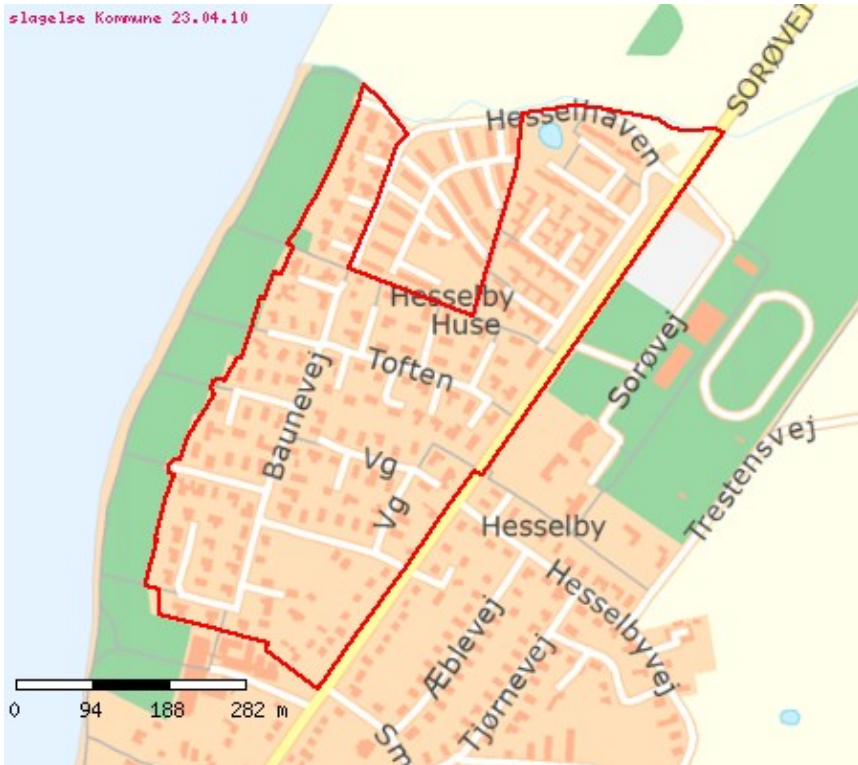 slagelse Kommune 23.04.10
SORØVEJ
Hesselhaven
Hesselby
Huse
Toften
Sorøvej
Baunevej
Vg
Vg
Trestensvej
Hesselby
Hesselbyvej
Æblevej
Tjørnevej
Sm
0 94 188 282 m